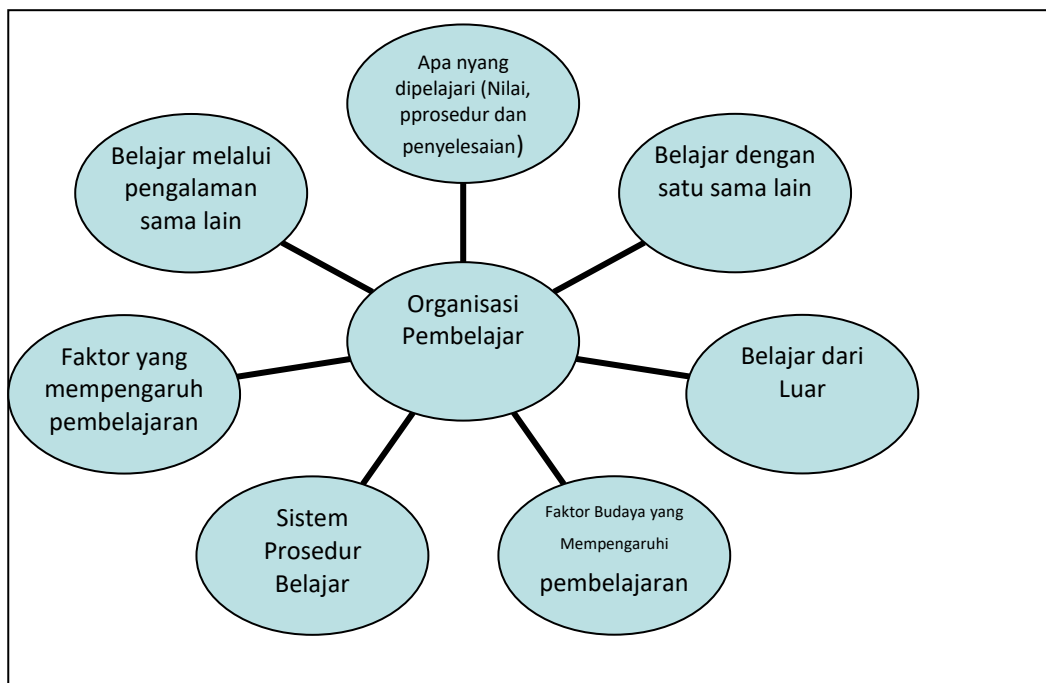 Apa nyang
dipelajari (Nilai,
pprosedur dan
penyelesaian)
Belajar melalui
pengalaman
sama lain
Belajar dengan
satu sama lain
Organisasi
Pembelajar
Faktor yang
mempengaruh
pembelajaran
Belajar dari
Luar
Sistem
Prosedur
Belajar
Faktor Budaya yang
Mempengaruhi
pembelajaran